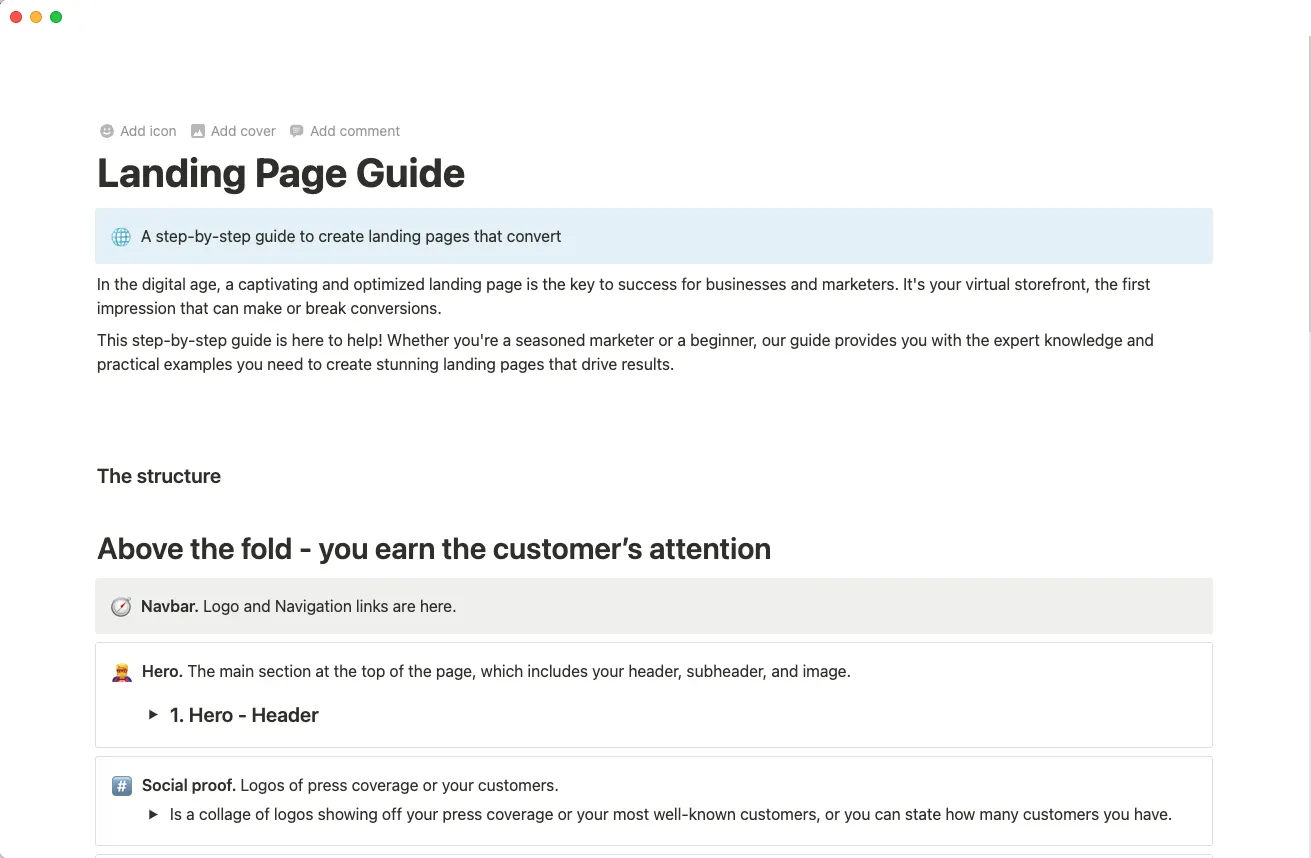 Add icon Add cover Add comment
Landing Page Guide
A step-by-step guide to create landing pages that convert
In the digital age, a captivating and optimized landing page is the key to success for businesses and marketers. It's your virtual storefront, the first
impression that can make or break conversions.
This step-by-step guide is here to help! Whether you're a seasoned marketer or a beginner, our guide provides you with the expert knowledge and
practical examples you need to create stunning landing pages that drive results.
The structure
Above the fold - you earn the customer’s attention
Navbar. Logo and Navigation links are here.
Hero. The main section at the top of the page, which includes your header, subheader, and image.
1. Hero - Header
# Social proof. Logos of press coverage or your customers.
Is a collage of logos showing off your press coverage or your most well-known customers, or you can state how many customers you have.